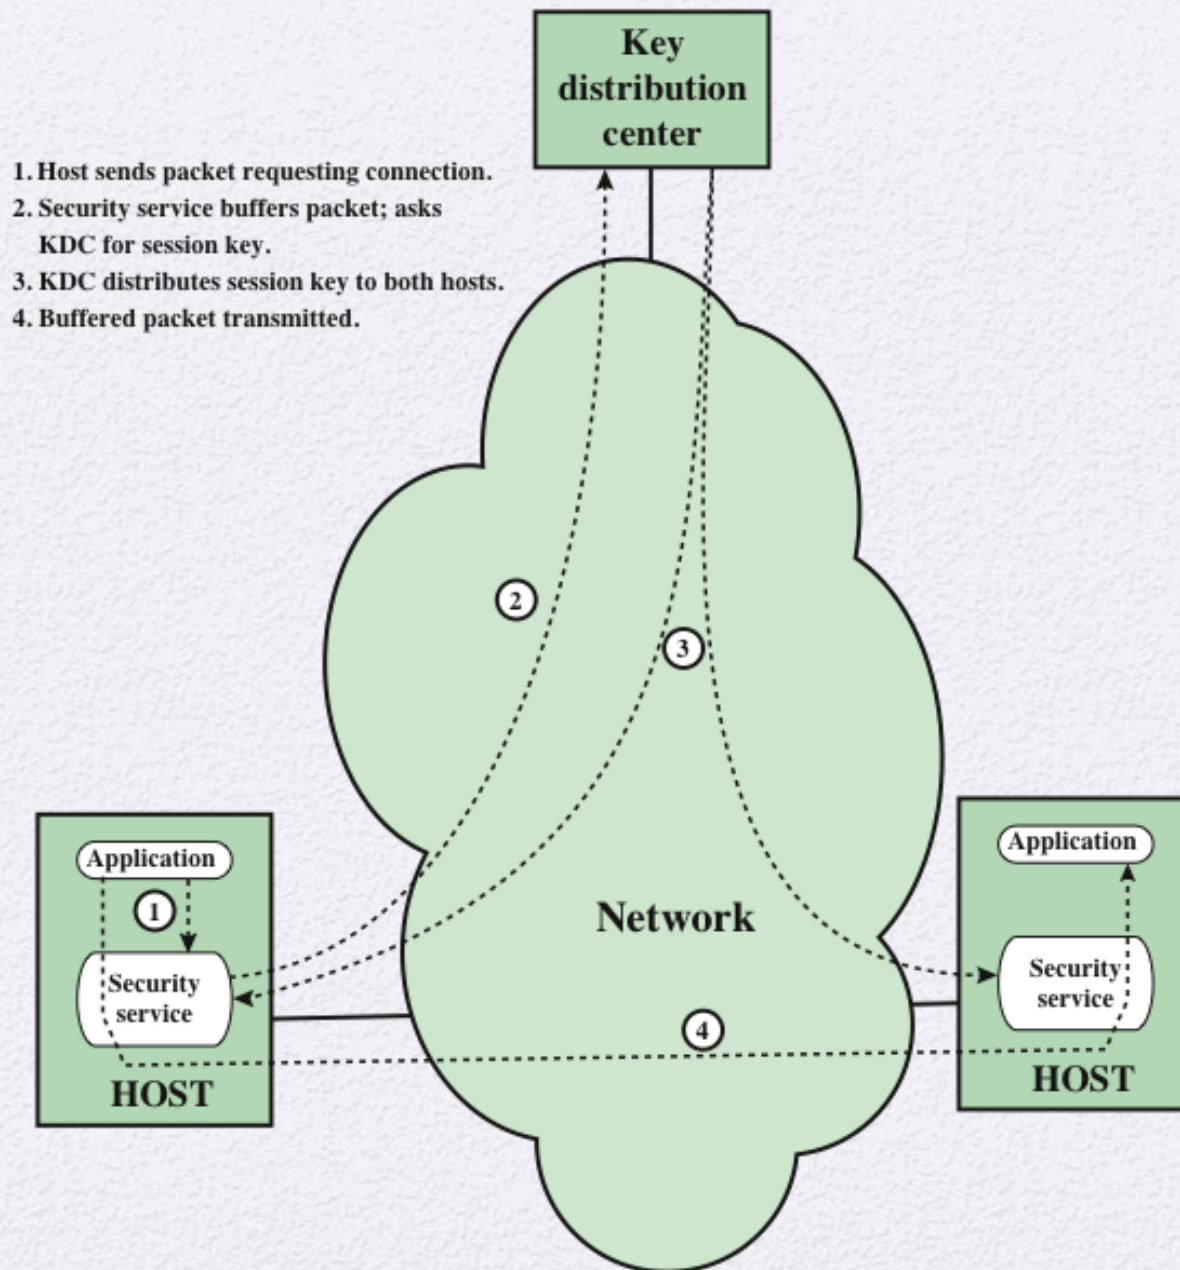 Key
distribution
center
1. Host sends packet requesting connection.
2. Security service buffers packet; asks
KDC for session key.
3. KDC distributes session key to both hosts.
4. Buffered packet transmitted.
2
3
Application
1
Security
service
HOST
Network
4
Application
Security
service
HOST